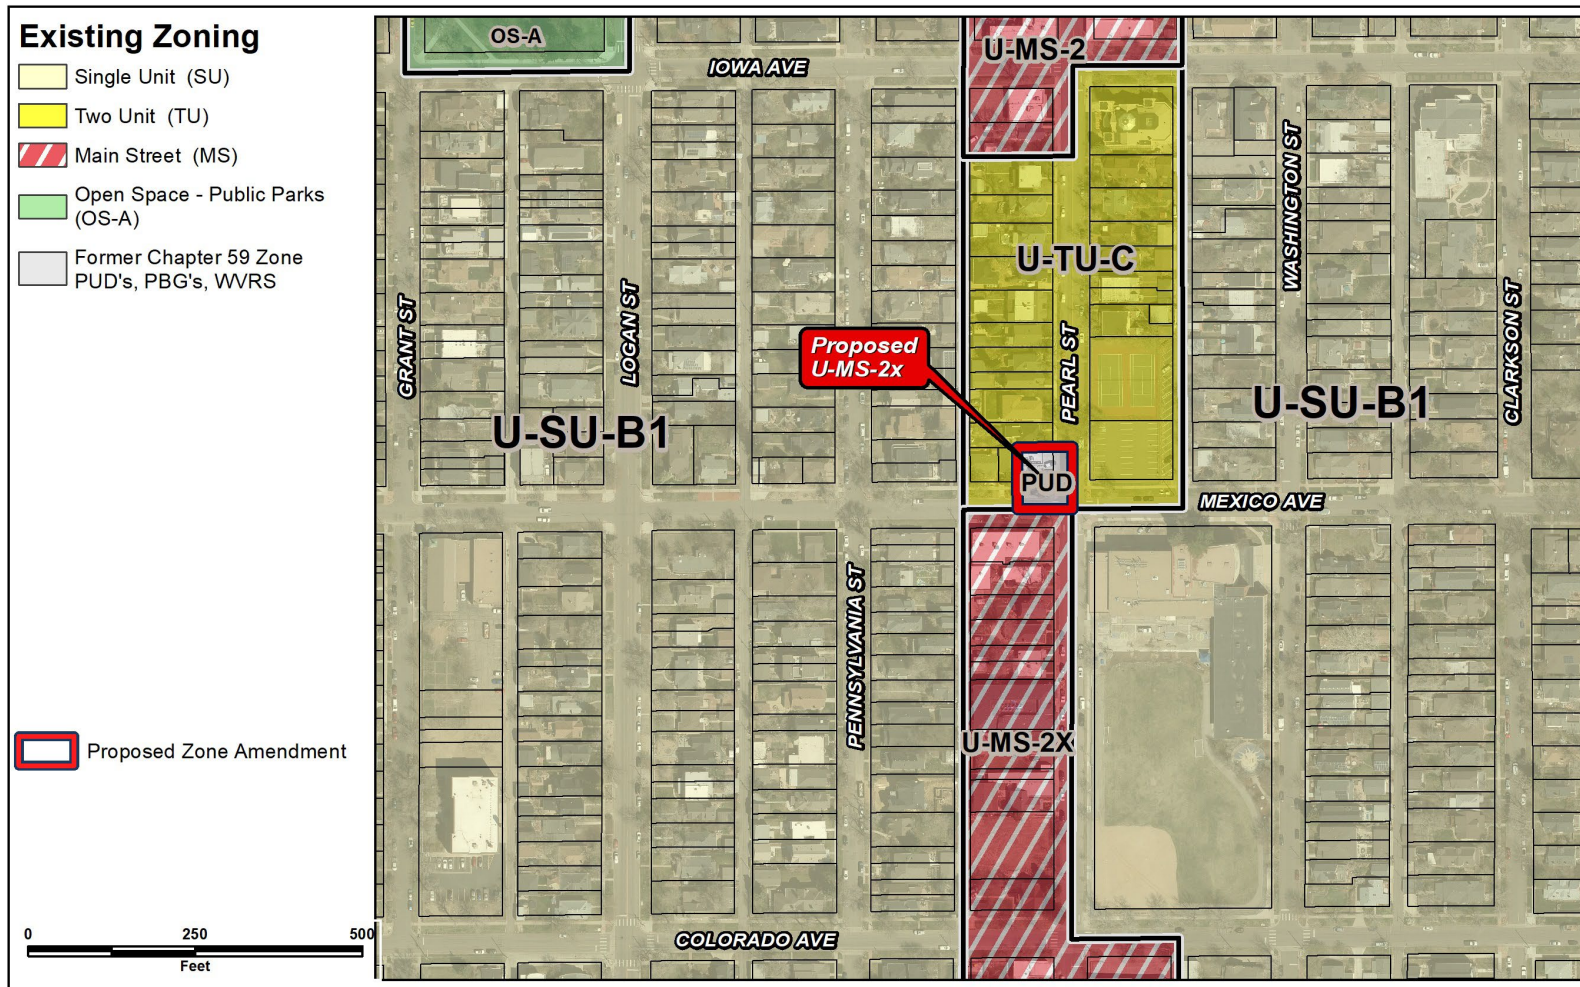 Existing Zoning
Single Unit (SU)
Two Unit (TU)
Main Street (MS)
Open Space - Public Parks
(OS-A)
Former Chapter 59 Zone
PUD's, PBG's, WVRS
Proposed Zone Amendment
0 250 500
Feet
OS-A
IOWA AVE
U-MS-2
U-TU-C
WASHINGTON ST
GRANT ST
LOGAN ST
PEARL ST
CLARKSON ST
Proposed
U-MS-2x
U-SU-B1
U-SU-B1
PUD
MEXICO AVE
PENNSYLVANIA ST
U-MS-2X
COLORADO AVE